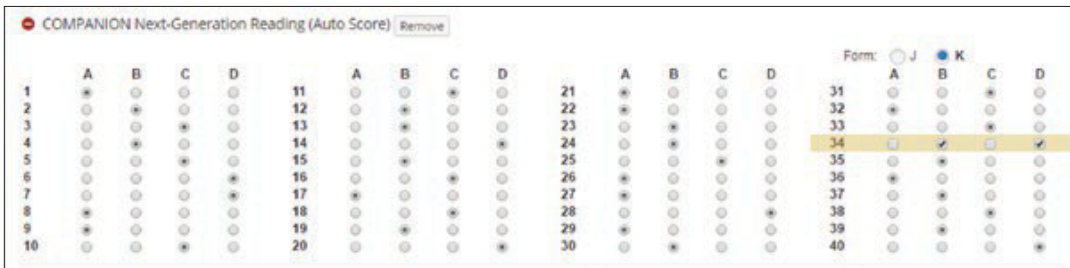 COMPANION Next-Generation Reading (Auto Score) Remove
Form: J K
A B C D A B C D A B C D A B C D
1 11 21 31
2 12 22 32
3 13 23 33
4 14 24 34
5 15 25 35
6 16 26 36
7 17 27 37
8 18 28 38
9 19 29 39
10 20 30 40